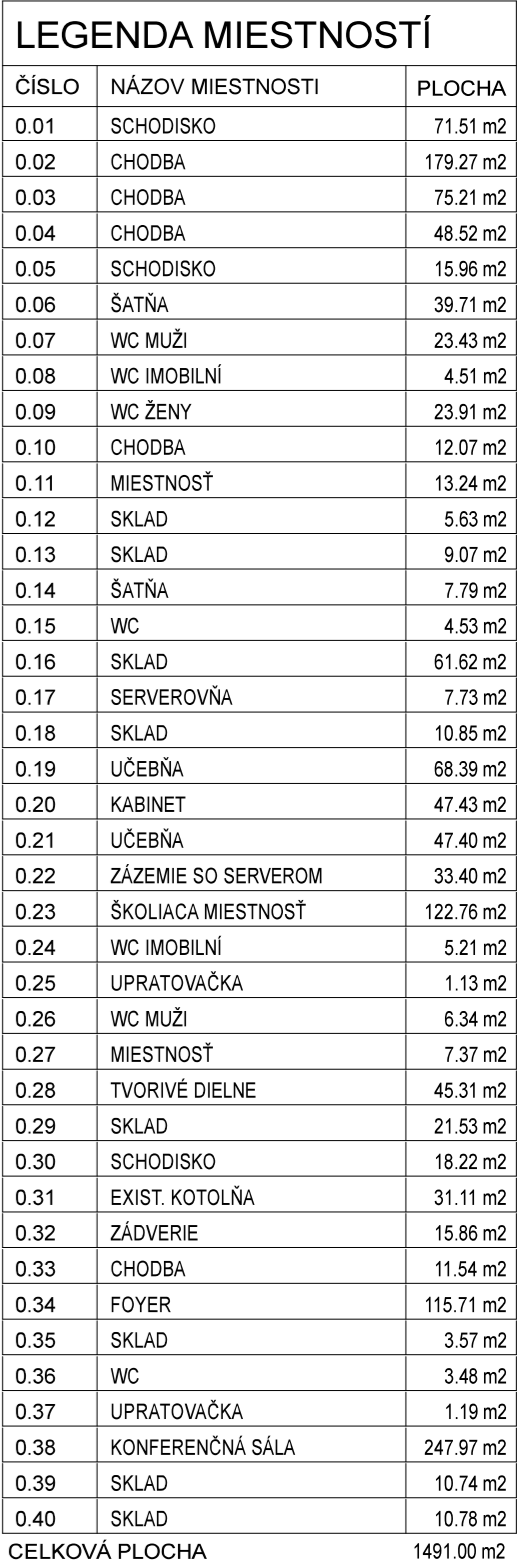 LEGENDA MIESTNOSTÍ
ČÍSLO NÁZOV MIESTNOSTI PLOCHA
0.01 SCHODISKO 71.51 m2
0.02 CHODBA 179.27 m2
0.03 CHODBA 75.21 m2
0.04 CHODBA 48.52 m2
0.05 SCHODISKO 15.96 m2
0.06 ŠATŇA 39.71 m2
0.07 WC MUŽI 23.43 m2
0.08 WC IMOBILNÍ 4.51 m2
0.09 WC ŽENY 23.91 m2
0.10 CHODBA 12.07 m2
0.11 MIESTNOSŤ 13.24 m2
0.12 SKLAD 5.63 m2
0.13 SKLAD 9.07 m2
0.14 ŠATŇA 7.79 m2
0.15 WC 4.53 m2
0.16 SKLAD 61.62 m2
0.17 SERVEROVŇA 7.73 m2
0.18 SKLAD 10.85 m2
0.19 UČEBŇA 68.39 m2
0.20 KABINET 47.43 m2
0.21 UČEBŇA 47.40 m2
0.22 ZÁZEMIE SO SERVEROM 33.40 m2
0.23 ŠKOLIACA MIESTNOSŤ 122.76 m2
0.24 WC IMOBILNÍ 5.21 m2
0.25 UPRATOVAČKA 1.13 m2
0.26 WC MUŽI 6.34 m2
0.27 MIESTNOSŤ 7.37 m2
0.28 TVORIVÉ DIELNE 45.31 m2
0.29 SKLAD 21.53 m2
0.30 SCHODISKO 18.22 m2
0.31 EXIST. KOTOLŇA 31.11 m2
0.32 ZÁDVERIE 15.86 m2
0.33 CHODBA 11.54 m2
0.34 FOYER 115.71 m2
0.35 SKLAD 3.57 m2
0.36 WC 3.48 m2
0.37 UPRATOVAČKA 1.19 m2
0.38 KONFERENČNÁ SÁLA 247.97 m2
0.39 SKLAD 10.74 m2
0.40 SKLAD 10.78 m2
CELKOVÁ PLOCHA 1491.00 m2